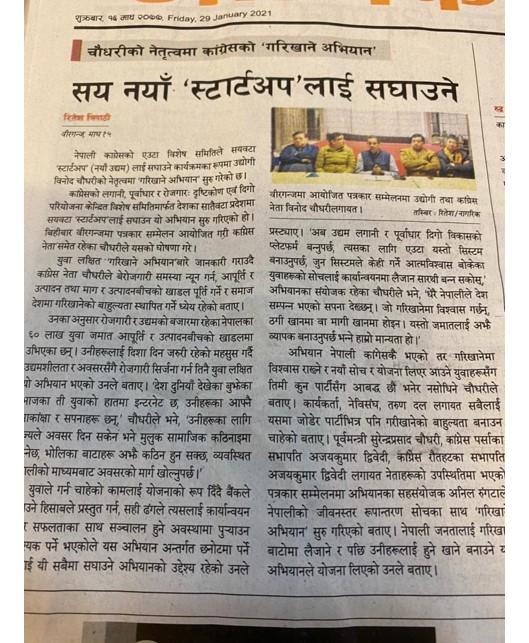 शुक्रबार, १६ माघ २०७७, Friday, 29 January 2021
चौधरीको नेतृत्वमा कांग्रेसको 'गरिखाने अभियान'
सय नयाँ 'स्टार्टअप'लाई सघाउने
रितेश त्रिपाठी
वीरगन्ज, माघ १५
नेपाली कांग्रेसको एउटा विशेष समितिले सयवटा
'स्टार्टअप' (नयाँ उद्यम) लाई सघाउने कार्यक्रमका रूपमा उद्योगी
विनोद चौधरीको नेतृत्वमा 'गरिखाने अभियान' सुरु गरेको छ ।
कांग्रेसको लगानी, पूर्वाधार र रोजगारः दृष्टिकोण एवं दिगो
परियोजना केन्द्रित विशेष समितिमार्फत देशका सातैवटा प्रदेशमा
सयवटा 'स्टार्टअप'लाई सघाउन यो अभियान सुरु गरिएको हो ।
बिहीबार वीरगन्जमा पत्रकार सम्मेलन आयोजित गरी कांग्रेस
नेतासमेत रहेका चौधरीले यसको घोषणा गरे ।
युवा लक्षित 'गरिखाने अभियान'बारे जानकारी गराउँदै
कांग्रेस नेता चौधरीले बेरोजगारी समस्या न्यून गर्न, आपूर्ति र
उत्पादन तथा माग र उत्पादनबीचको खाडल पूर्ति गर्ने र समाज
देशमा गरिखानेको बाहुल्यता स्थापित गर्ने ध्येय रहेको बताए ।
उनका अनुसार रोजगारी र उद्यमको बजारमा रहेका नेपालका
६० लाख युवा जमात आपूर्ति र उत्पादनबीचको खाडलमा
उभिएका छन् । उनीहरूलाई दिशा दिन जरुरी रहेको महसुस गर्दै
उद्यमशीलता र अवसरसँगै रोजगारी सिर्जना गर्न तिनै युवा लक्षित
यो अभियान भएको उनले बताए । 'देश दुनियाँ देखेका बुझेका
भाजका ती युवाको हातमा इन्टरनेट छ, उनीहरूका आफ्नै
कांक्षा र सपनाहरू छन्,' चौधरीले भने, 'उनीहरूका लागि
ज्यले अवसर दिन सकेन भने मुलुक सामाजिक कठिनाइमा
नेछ, भोलिका बाटाहरू अझै कठिन हुन सक्छ, व्यवस्थित
लीको माध्यमबाट अवसरको मार्ग खोल्नुपर्छ ।'
युवाले गर्न चाहेको कामलाई योजनाको रूप दिँदै बैंकले
उने हिसाबले प्रस्तुत गर्न, सही ढंगले त्यसलाई कार्यान्वयन
र सफलताका साथ सञ्चालन हुने अवस्थामा पुर्‍याउन
यक पर्ने भएकोले यस अभियान अन्तर्गत छनोटमा पर्ने
ाई यी सबैमा सघाउने अभियानको उद्देश्य रहेको उनले
वीरगन्जमा आयोजित पत्रकार सम्मेलनमा उद्योगी तथा कांग्रेस
नेता विनोद चौधरीलगायत ।
तस्बिर : रितेश/नागरिक
प्रस्ट्याए । 'अब उद्यम लगानी र पूर्वाधार दिगो विकासको
प्लेटफर्म बन्नुपर्छ, त्यसका लागि एउटा यस्तो सिस्टम
बनाउनुपर्छ, जुन सिस्टमले केही गर्ने आत्मविश्वास बोकेका
युवाहरूको सोचलाई कार्यान्वयनमा लैजान सारथी बन्न सकोस्,'
अभियानका संयोजक रहेका चौधरीले भने, 'धेरै नेपालीले देश
सम्पन्न भएको सपना देख्छन् । जो गरिखानेमा विश्वास गर्छन्,
ठगी खानमा वा मागी खानमा होइन । यस्तो जमातलाई अझै
व्यापक बनाउनुपर्छ भन्ने हाम्रो मान्यता हो ।'
अभियान नेपाली कांग्रेसकै भएको तर गरिखानेमा
विश्वास राख्ने र नयाँ सोच र योजना लिएर आउने युवाहरूसँग
तिमी कुन पार्टीसँग आबद्ध छौ भनेर नसोधिने चौधरीले
बताए । कार्यकर्ता, नेविसंघ, तरुण दल लगायत सबैलाई
यसमा जोडेर पार्टीभित्र पनि गरीखानेको बाहुल्यता बनाउन
चाहेको बताए । पूर्वमन्त्री सुरेन्द्रप्रसाद चौधरी, कांग्रेस पर्साका
सभापति अजयकुमार द्विवेदी, कांग्रेस रौतहटका सभापति
अजयकुमार द्विवेदी लगायत नेताहरूको उपस्थितिमा भएको
पत्रकार सम्मेलनमा अभियानका सहसंयोजक अनिल रुंगटाले
नेपालीको जीवनस्तर रूपान्तरण सोचका साथ 'गरिखाने
अभियान' सुरु गरिएको बताए । नेपाली जनतालाई गरिखाने
बाटोमा लैजाने र पछि उनीहरूलाई हुने खाने बनाउने य
अभियानले योजना लिएको उनले बताए ।